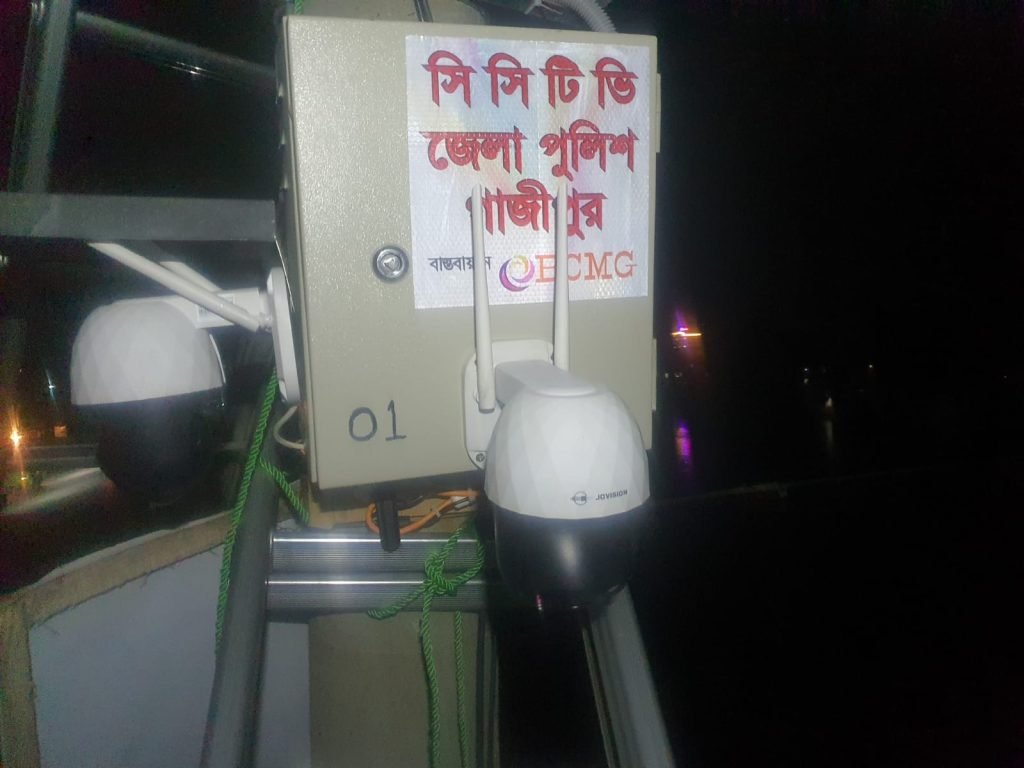 সি সি টি ভি
জেলা পুলিশ
গাজীপুর
বাস্তবায়ন ECMG
01
JOVISION